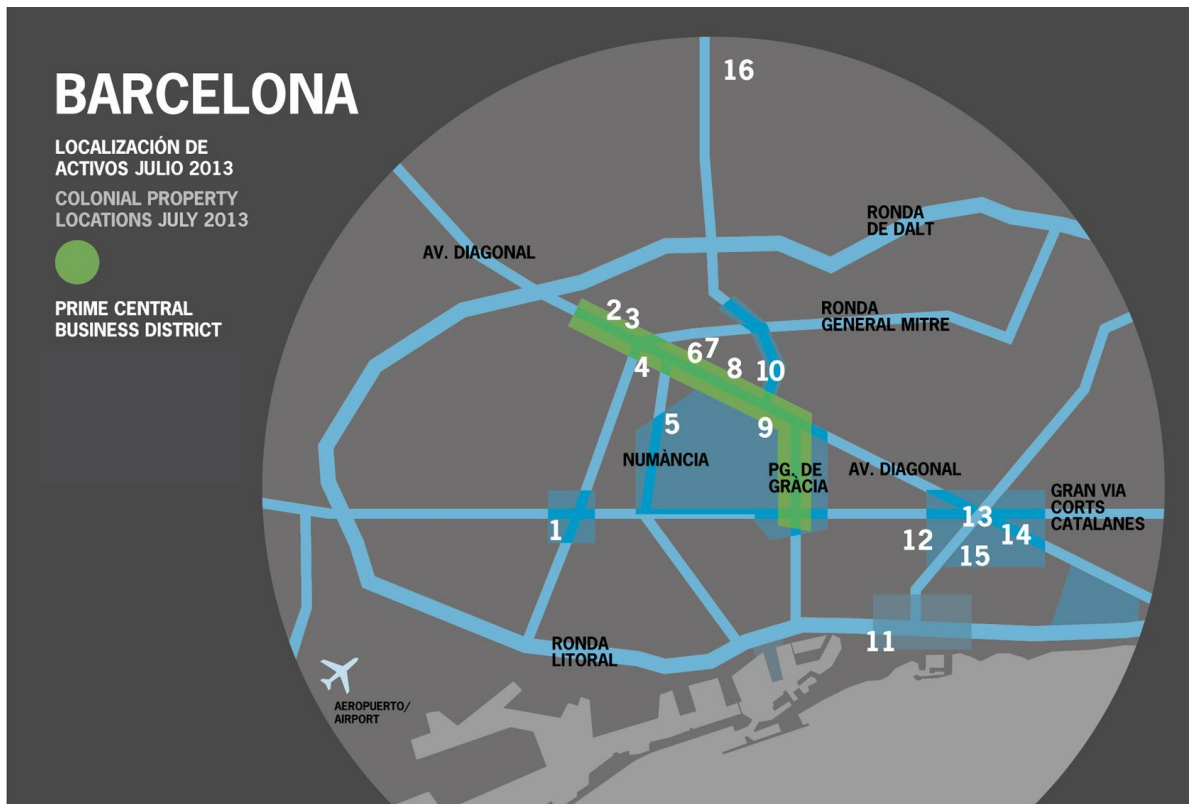 BARCELONA
LOCALIZACIÓN DE
ACTIVOS JULIO 2013
COLONIAL PROPERTY
LOCATIONS JULY 2013
PRIME CENTRAL
BUSINESS DISTRICT
16
RONDA
DE DALT
AV. DIAGONAL
2
3
RONDA
GENERAL MITRE
4
6
7
8
10
5
9
NUMÀNCIA
PG. DE
GRÀCIA
AV. DIAGONAL
GRAN VIA
CORTS
CATALANES
1
12
13
14
15
11
RONDA
LITORAL
AEROPUERTO/
AIRPORT